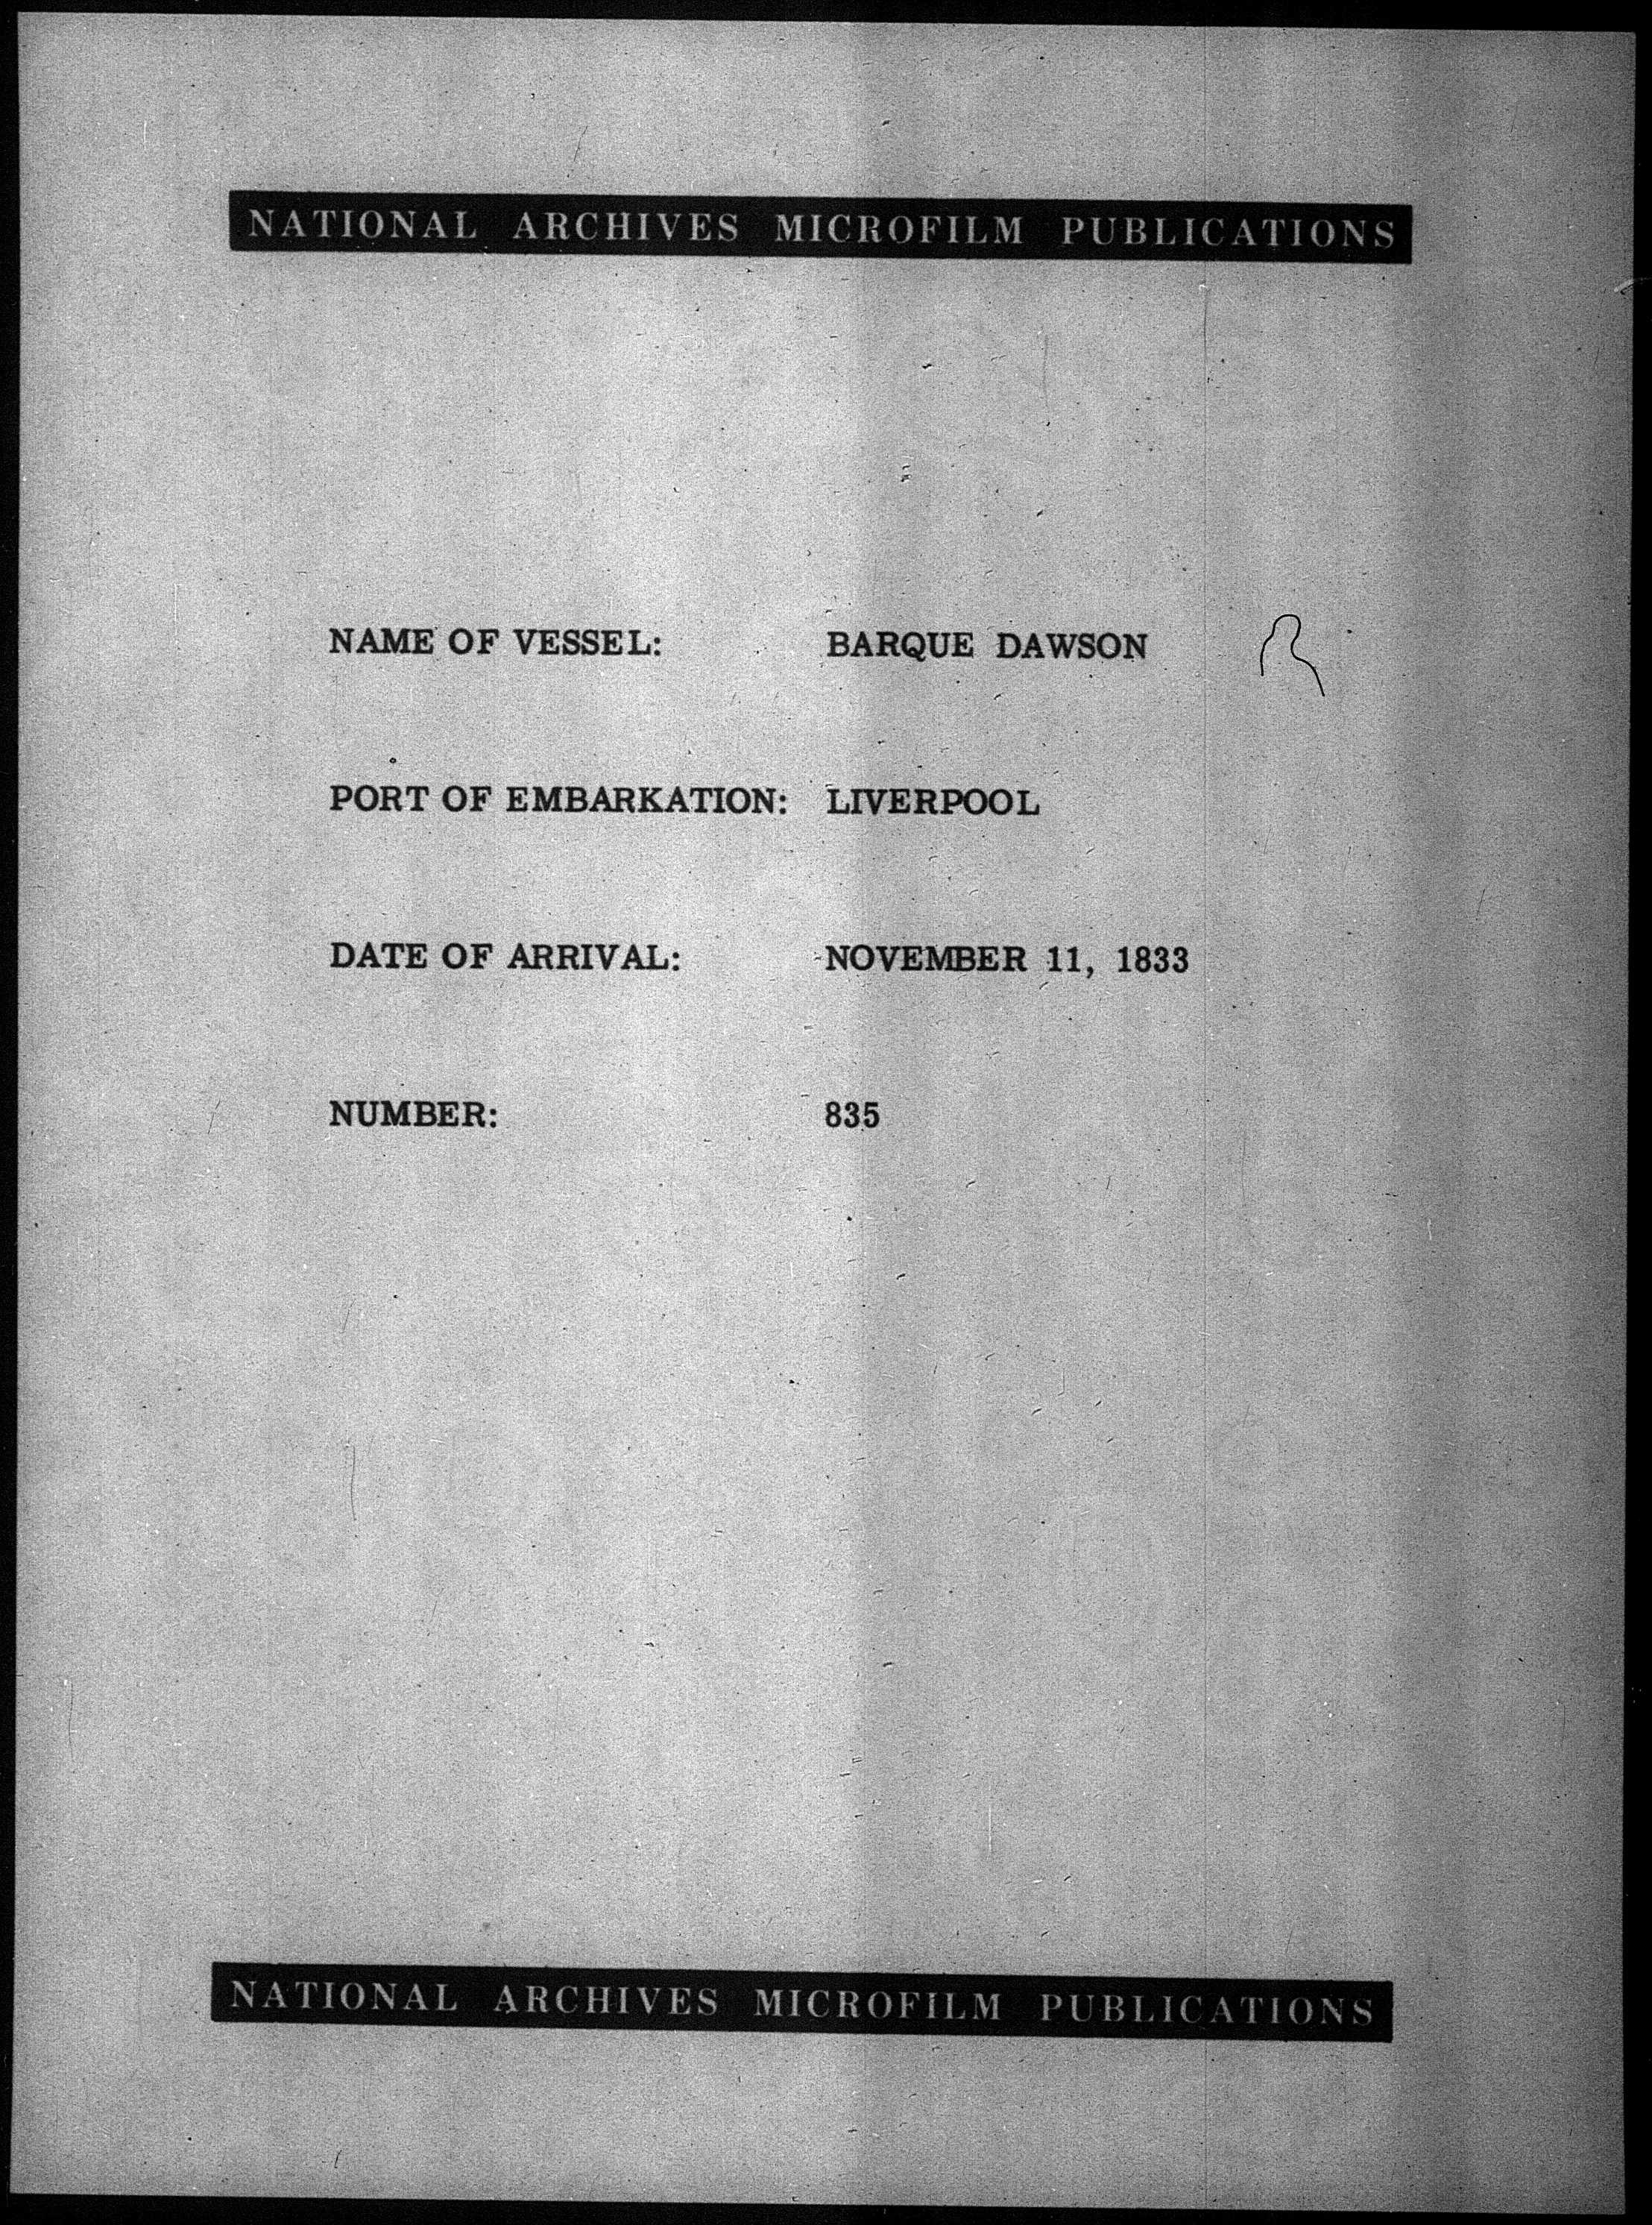 NATIONAL ARCHIVES MICROFILM PUBLICATIONS
NAME OF VESSEL: BARQUE DAWSON
PORT OF EMBARKATION: LIVERPOOL
DATE OF ARRIVAL: NOVEMBER 11, 1833
NUMBER: 835
NATIONAL ARCHIVES MICROFILM PUBLICATIONS